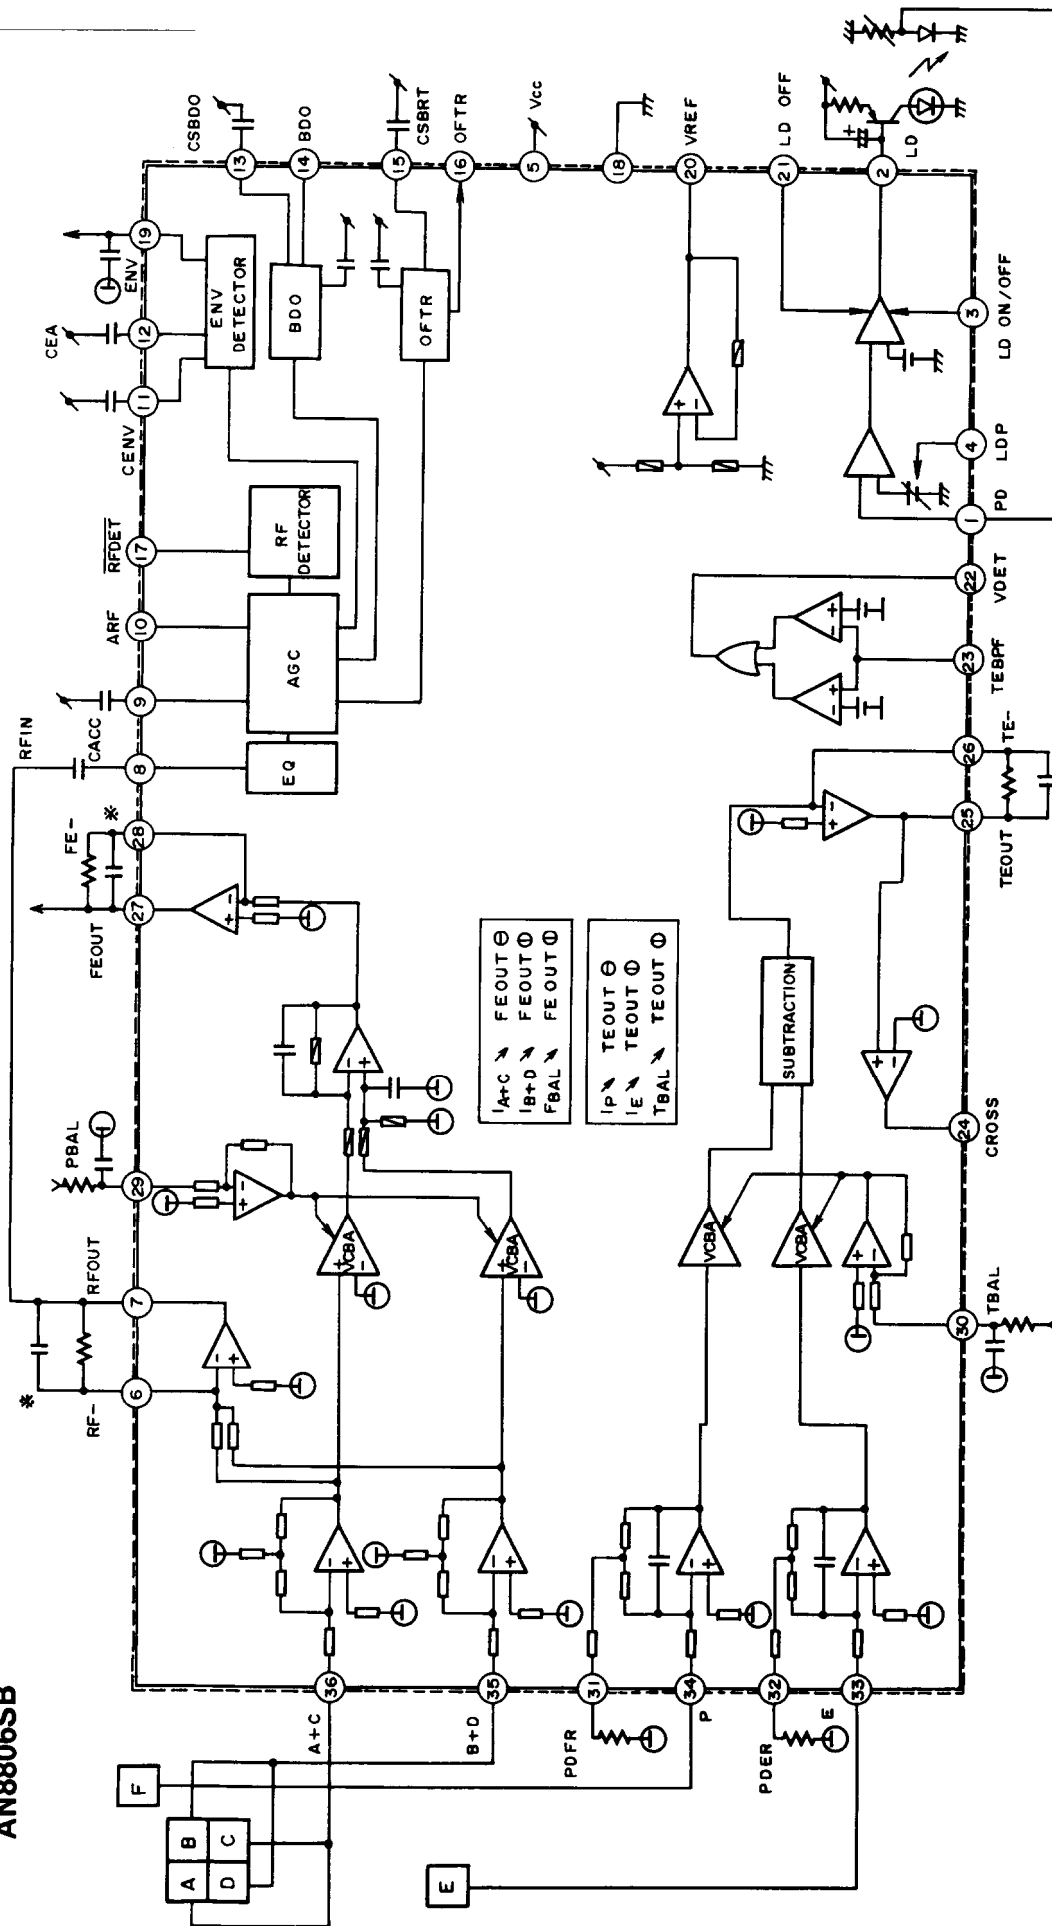 AN8806SB
A
B
D
C
F
E
A+C
36
B+D
35
PDFR
31
P
34
PDER
32
E
33
*
RF-
6
RFOUT
7
PBAL
29
FEOUT
27
FE-
28
*
RFIN
CACC
8
9
ARF
10
RFDET
17
CENV
11
CEA
12
ENV
19
CSBDO
13
BDO
14
CSBRT
15
OFTR
16
Vcc
5
18
VREF
20
LD OFF
21
LD
2
LD ON/OFF
3
LDP
4
PD
1
VDET
22
TEBPF
23
TE-
26
TEOUT
25
CROSS
24
TBAL
30
EQ
AGC
RF DETECTOR
ENV DETECTOR
BDO
OFTR
VCBA
VCBA
VCBA
VCBA
SUBTRACTION
IA+C ↗ FEOUT ⊖
IB+D ↗ FEOUT ⊕
FBAL ↗ FEOUT ⊕
IP ↗ TEOUT ⊖
IE ↗ TEOUT ⊕
TBAL ↗ TEOUT ⊕